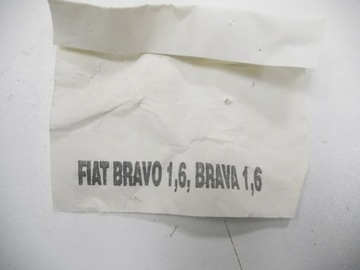 FIAT BRAVO 1,6, BRAVA 1,6